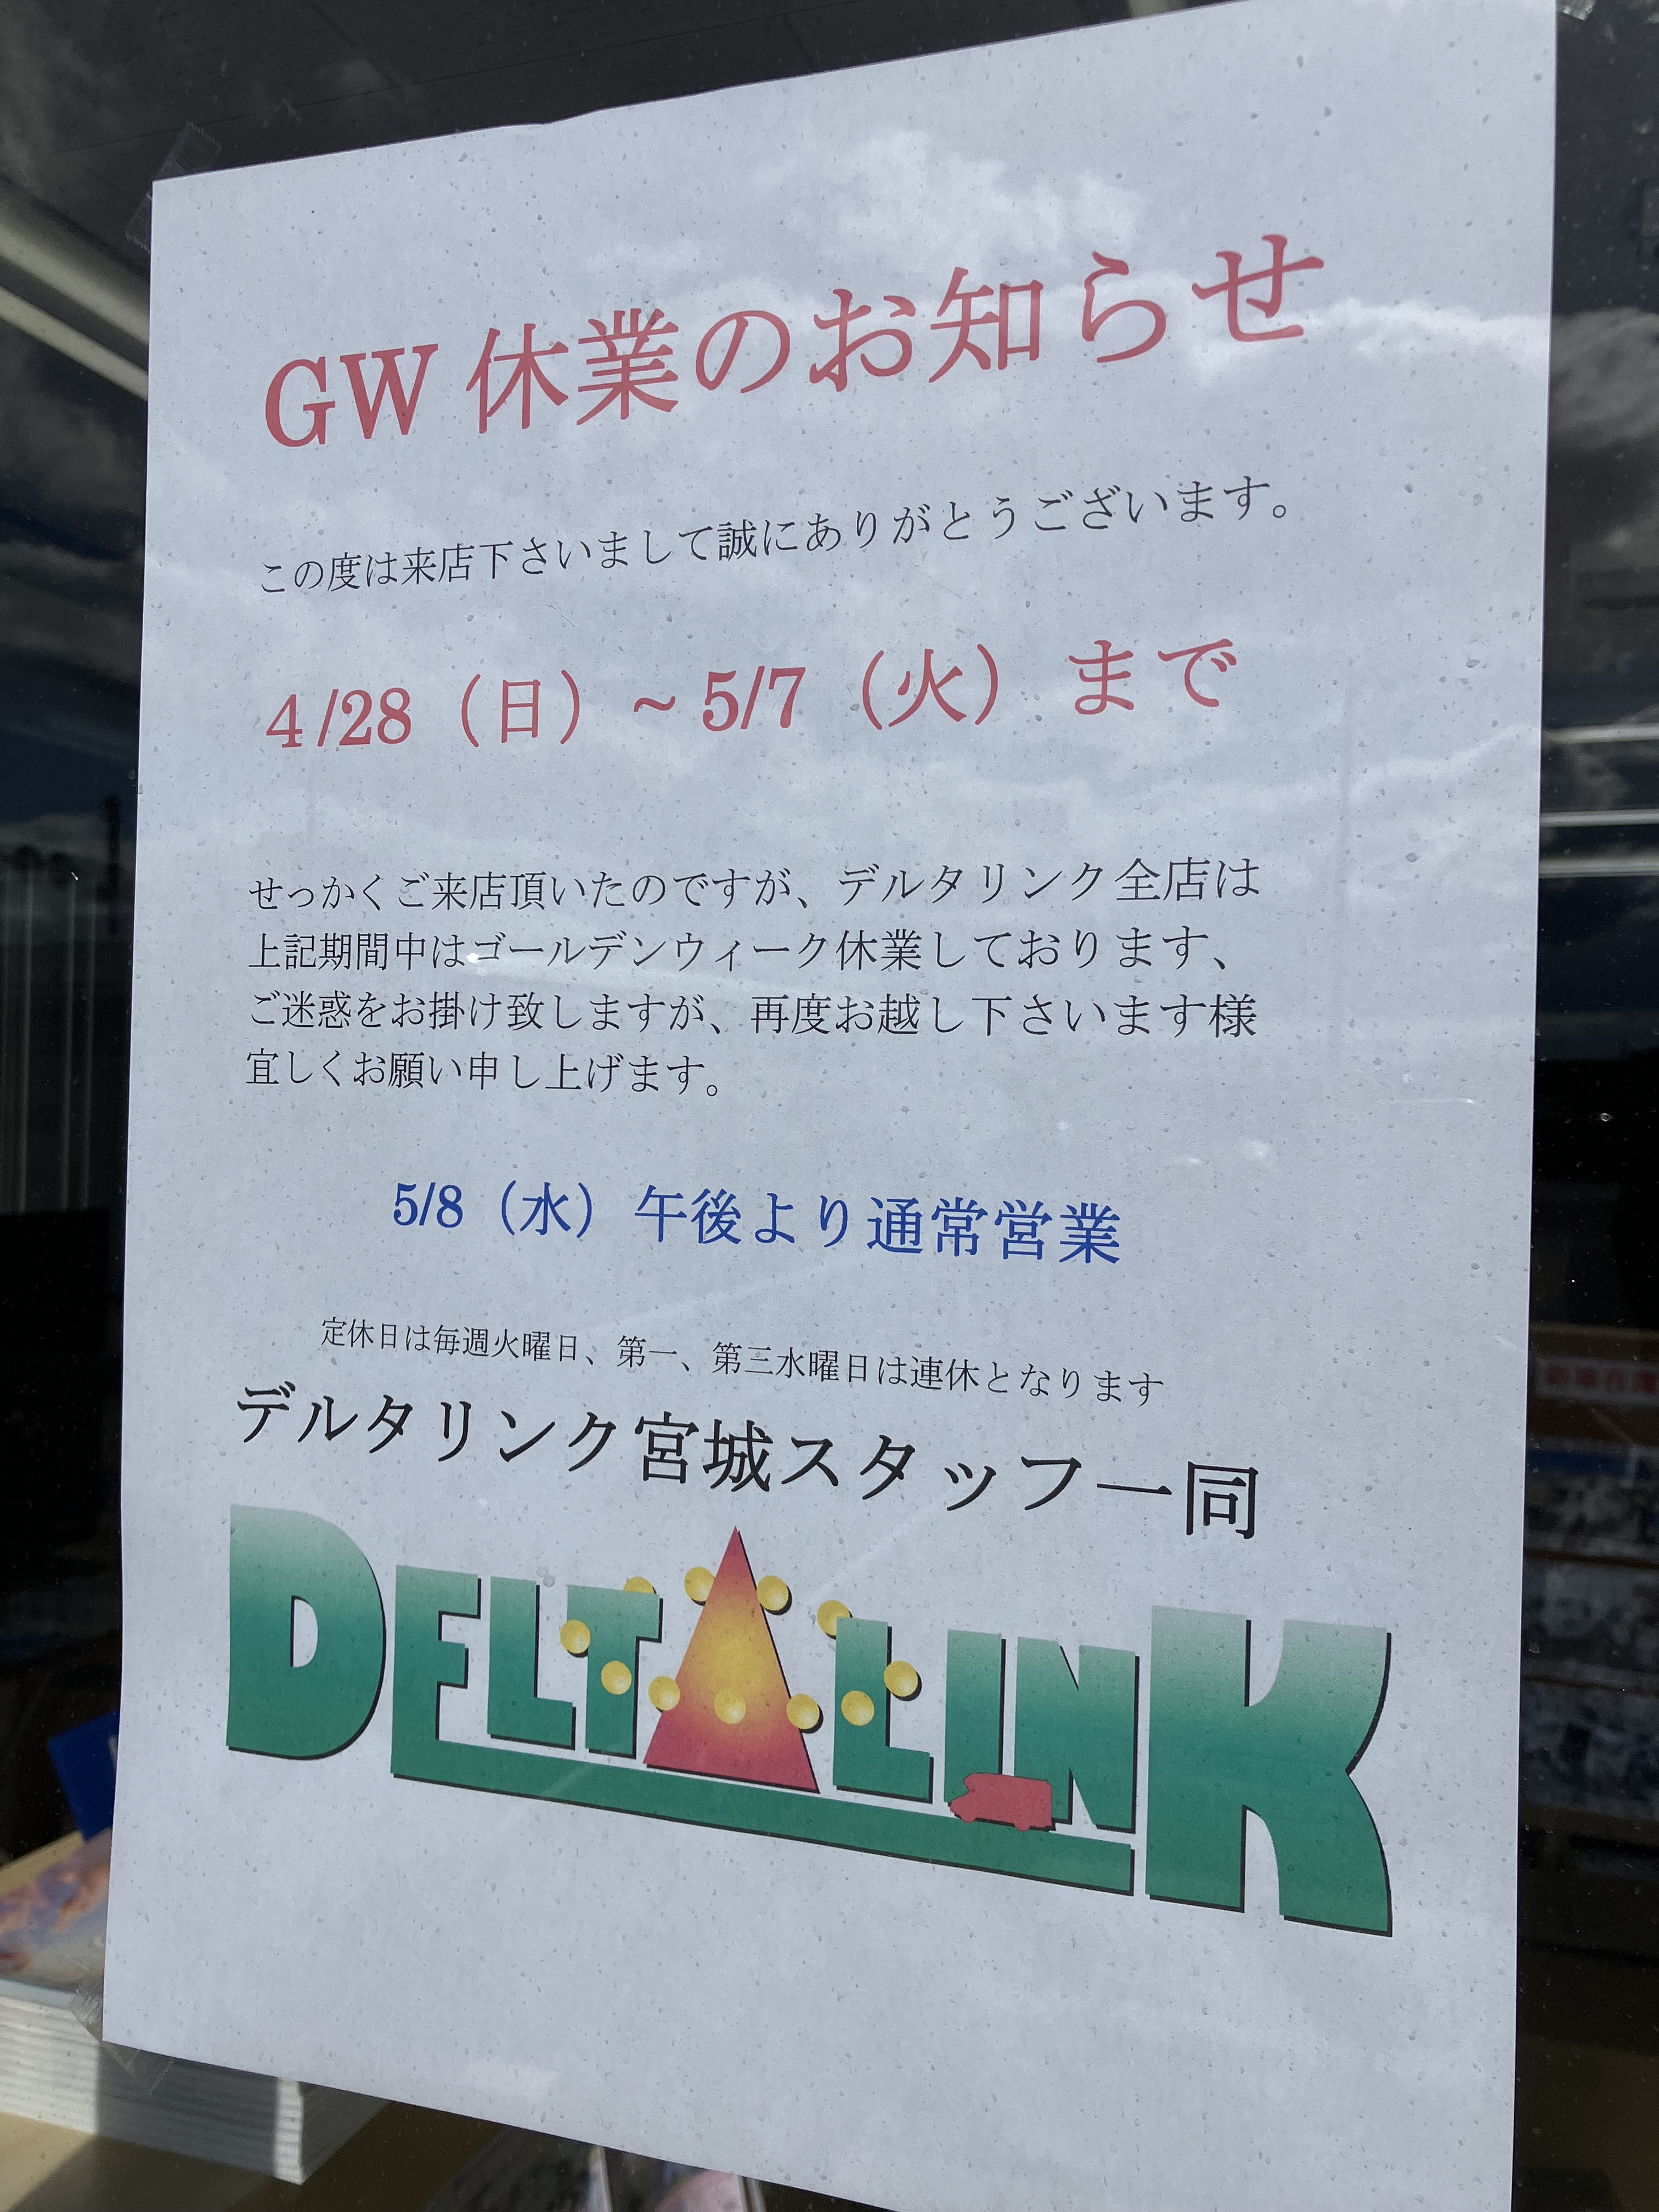 GW 休業のお知らせ
この度は来店下さいまして誠にありがとうございます。
4/28（日）~ 5/7（火）まで
せっかくご来店頂いたのですが、デルタリンク全店は
上記期間中はゴールデンウィーク休業しております、
ご迷惑をお掛け致しますが、再度お越し下さいます様
宜しくお願い申し上げます。
5/8（水）午後より通常営業
定休日は毎週火曜日、第一、第三水曜日は連休となります
デルタリンク宮城スタッフ一同
DELTALINK